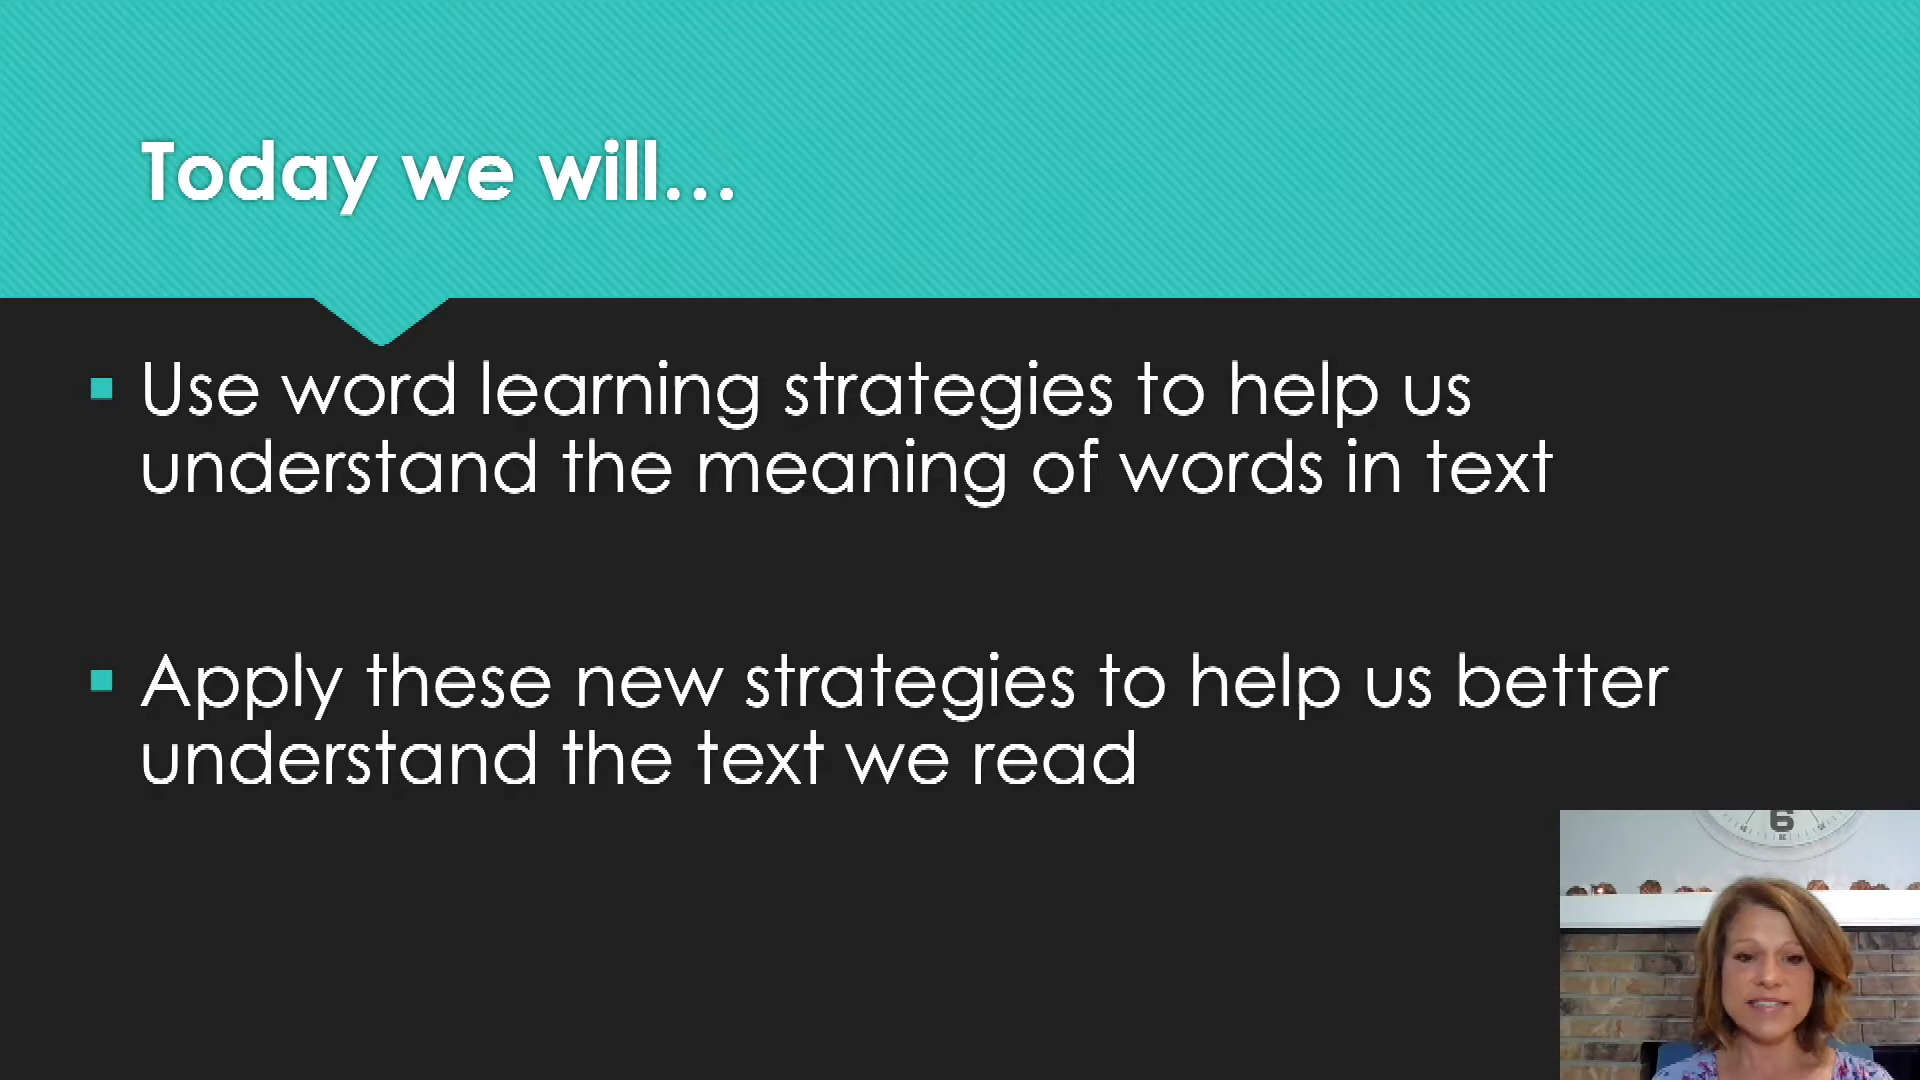 Today we will...
Use word learning strategies to help us
understand the meaning of words in text
Apply these new strategies to help us better
understand the text we read
6